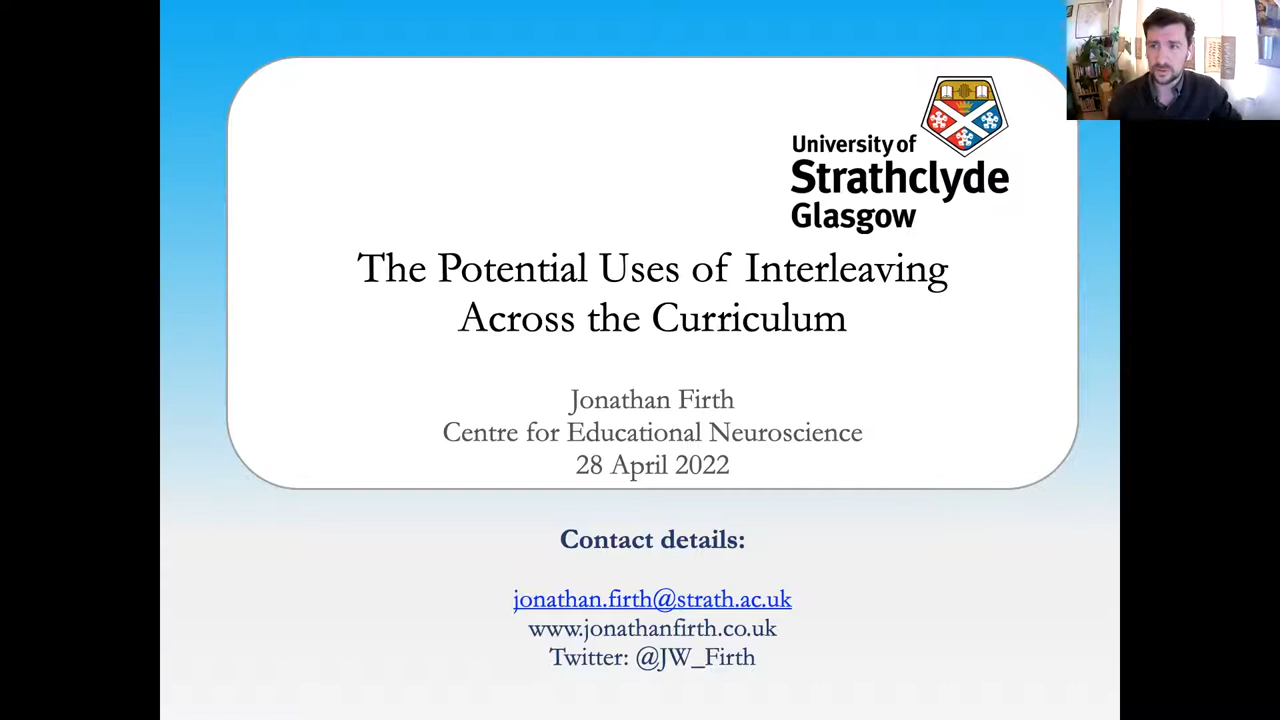 University of
Strathclyde
Glasgow
The Potential Uses of Interleaving
Across the Curriculum
Jonathan Firth
Centre for Educational Neuroscience
28 April 2022
Contact details:
jonathan.firth@strath.ac.uk
www.jonathanfirth.co.uk
Twitter: @JW_Firth